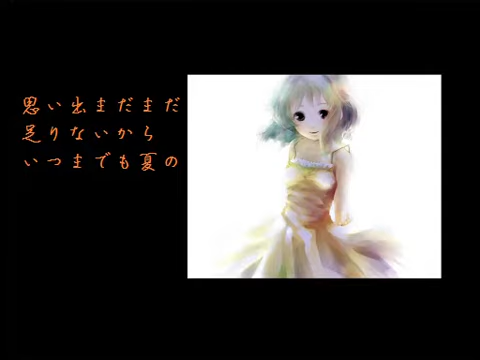 思い出まだまだ
足りないから
いつまでも夏の